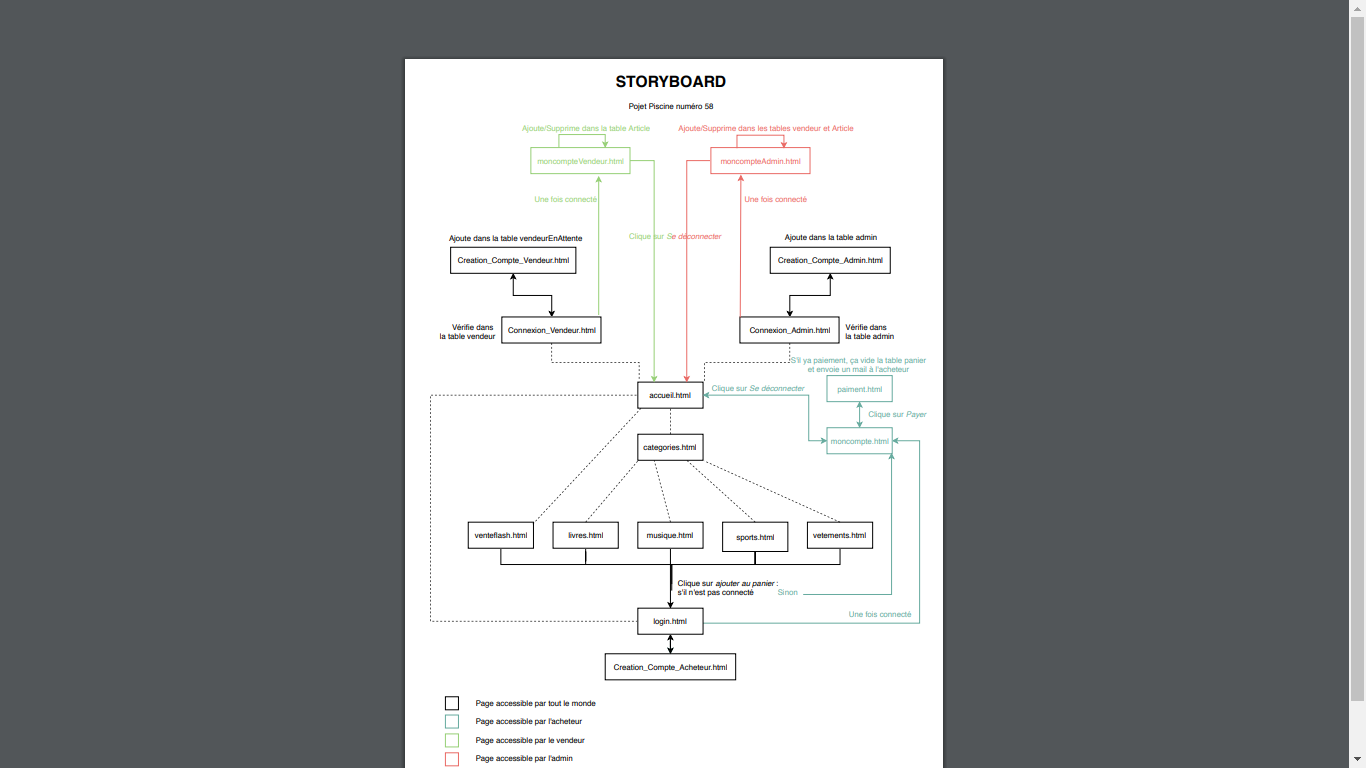 STORYBOARD
Pojet Piscine numéro 58
Ajoute/Supprime dans la table Article
Ajoute/Supprime dans les tables vendeur et Article
moncompteVendeur.html
moncompteAdmin.html
Une fois connecté
Une fois connecté
Clique sur Se déconnecter
Ajoute dans la table vendeurEnAttente
Ajoute dans la table admin
Creation_Compte_Vendeur.html
Creation_Compte_Admin.html
Vérifie dans
la table vendeur
Connexion_Vendeur.html
Connexion_Admin.html
Vérifie dans
la table admin
S'il ya paiement, ça vide la table panier
et envoie un mail à l'acheteur
accueil.html
Clique sur Se déconnecter
paiment.html
Clique sur Payer
categories.html
moncompte.html
venteflash.html
livres.html
musique.html
sports.html
vetements.html
Clique sur ajouter au panier :
s'il n'est pas connecté
Sinon
login.html
Une fois connecté
Creation_Compte_Acheteur.html
Page accessible par tout le monde
Page accessible par l'acheteur
Page accessible par le vendeur
Page accessible par l'admin